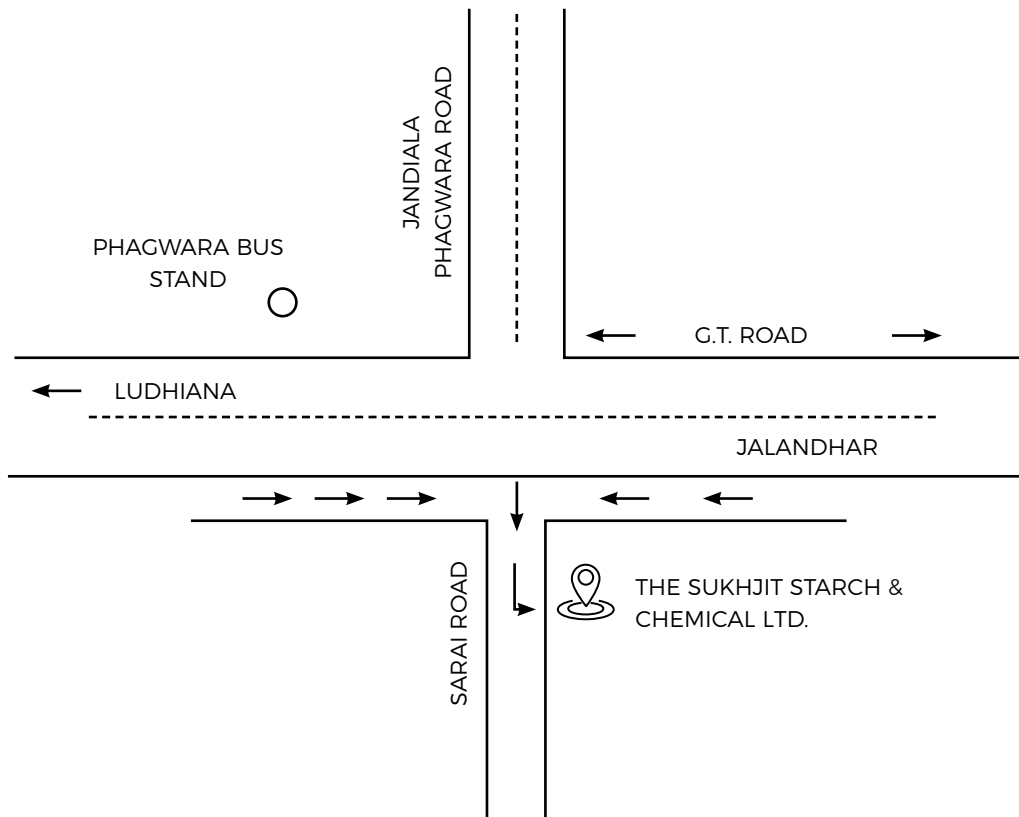 JANDIALA
PHAGWARA ROAD
PHAGWARA BUS
STAND
G.T. ROAD
LUDHIANA
JALANDHAR
SARAI ROAD
THE SUKHJIT STARCH &
CHEMICAL LTD.